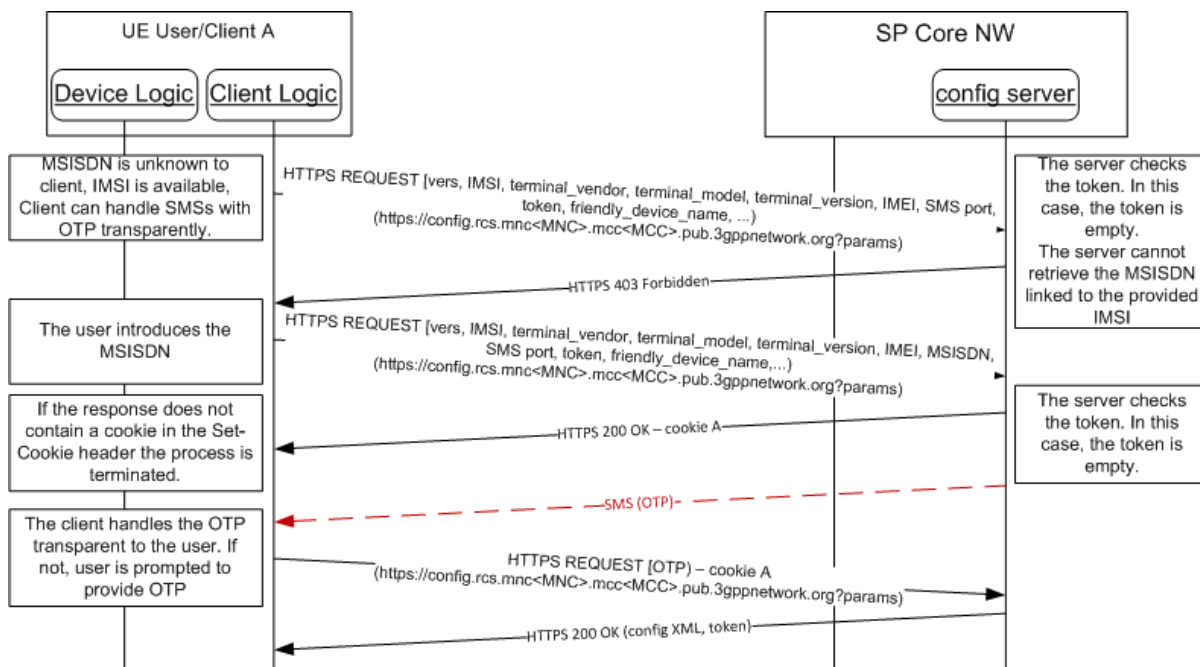 UE User/Client A
SP Core NW
Device Logic
Client Logic
config server
MSISDN is unknown to
client, IMSI is available,
Client can handle SMSs with
OTP transparently.
HTTPS REQUEST [vers, IMSI, terminal_vendor, terminal_model, terminal_version, IMEI, SMS port,
token, friendly_device_name, ...)
(https://config.rcs.mnc<MNC>.mcc<MCC>.pub.3gppnetwork.org?params)
The server checks
the token. In this
case, the token is
empty.
The server cannot
retrieve the MSISDN
linked to the provided
IMSI
HTTPS 403 Forbidden
The user introduces the
MSISDN
HTTPS REQUEST [vers, IMSI, terminal_vendor, terminal_model, terminal_version, IMEI, MSISDN,
SMS port, token, friendly_device_name,...)
(https://config.rcs.mnc<MNC>.mcc<MCC>.pub.3gppnetwork.org?params)
If the response does not
contain a cookie in the Set-
Cookie header the process is
terminated.
HTTPS 200 OK – cookie A
The server checks
the token. In this
case, the token is
empty.
SMS (OTP)
The client handles the OTP
transparent to the user. If
not, user is prompted to
provide OTP
HTTPS REQUEST [OTP) – cookie A
(https://config.rcs.mnc<MNC>.mcc<MCC>.pub.3gppnetwork.org?params)
HTTPS 200 OK (config XML, token)